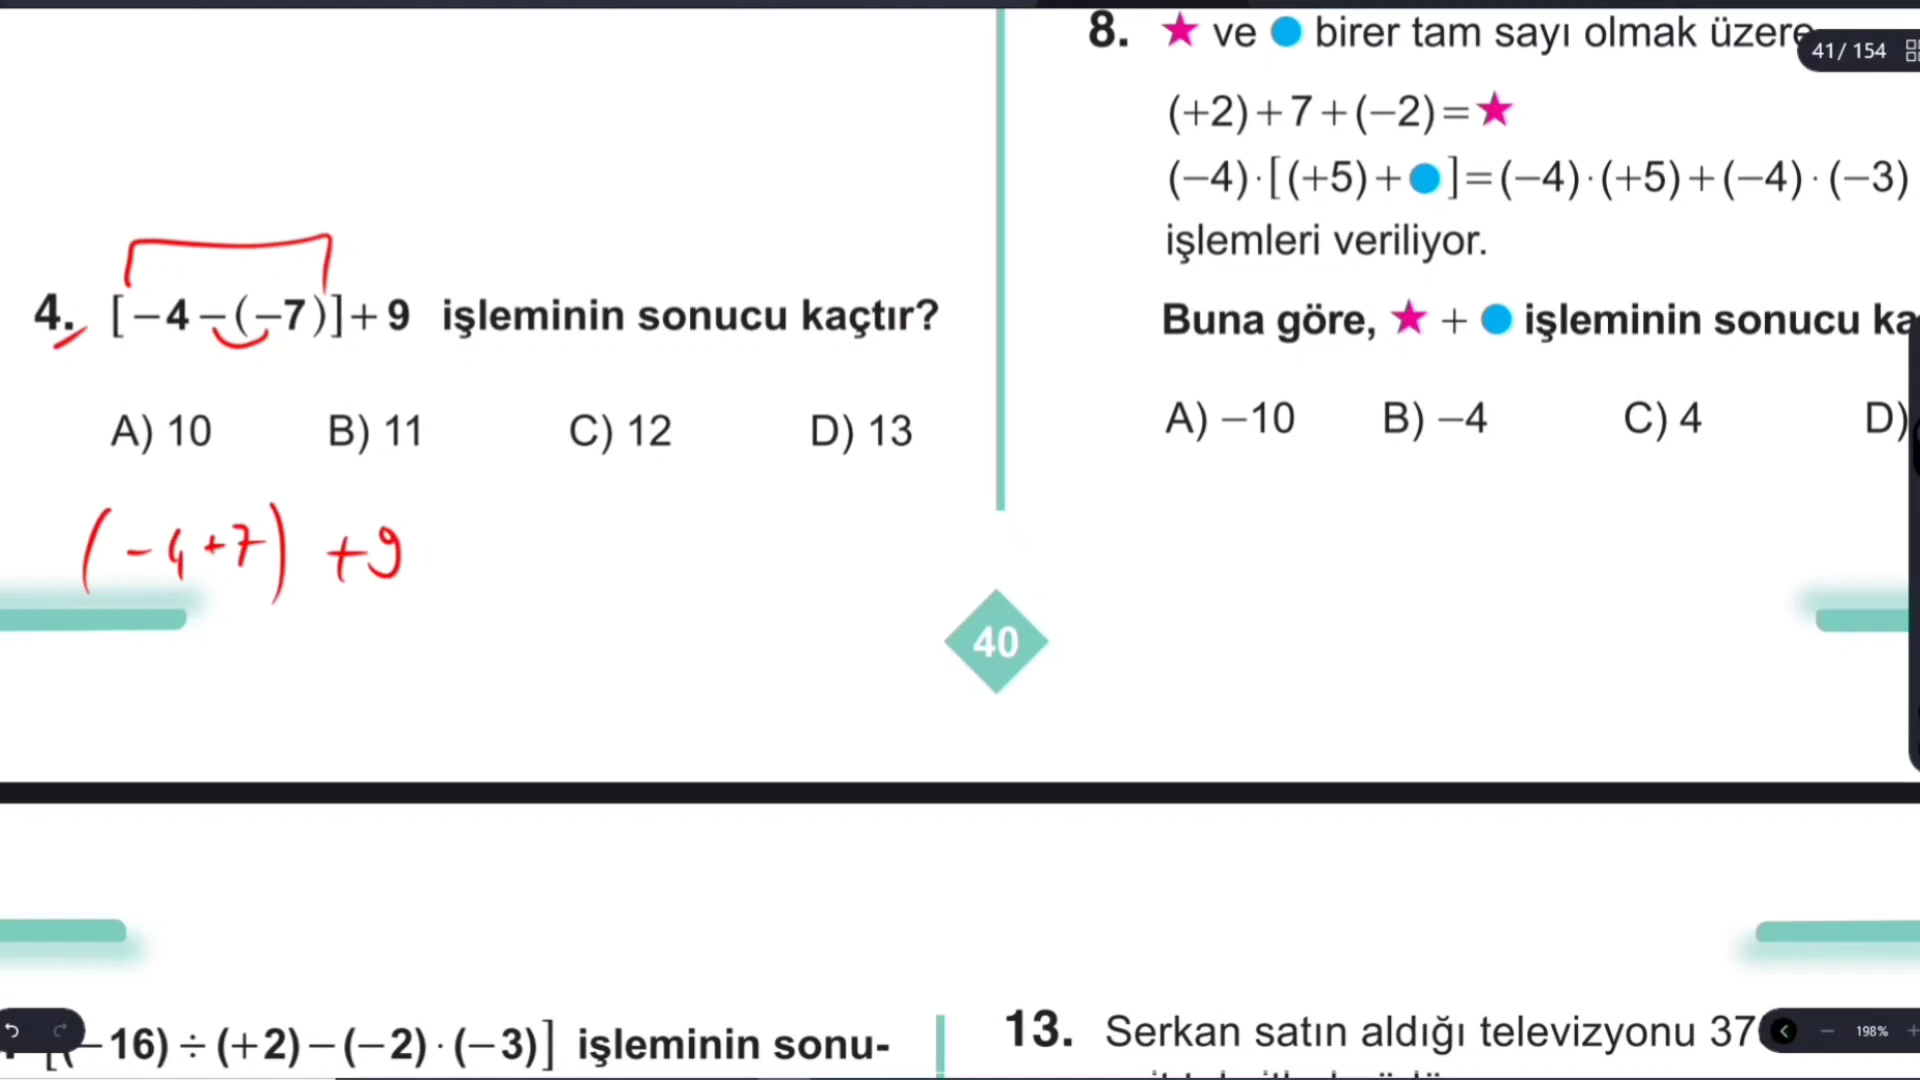 4. [−4−(−7)]+9 işleminin sonucu kaçtır?
A) 10 B) 11 C) 12 D) 13
(−4+7) +9
8. ★ ve ● birer tam sayı olmak üzere
(+2)+7+(−2)=★
(−4)·[(+5)+●]=(−4)·(+5)+(−4)·(−3)
işlemleri veriliyor.
Buna göre, ★ + ● işleminin sonucu ka
A) −10 B) −4 C) 4 D)
41/ 154
40
16) ÷ (+2)−(−2)·(−3)] işleminin sonu-
13. Serkan satın aldığı televizyonu 37
198%